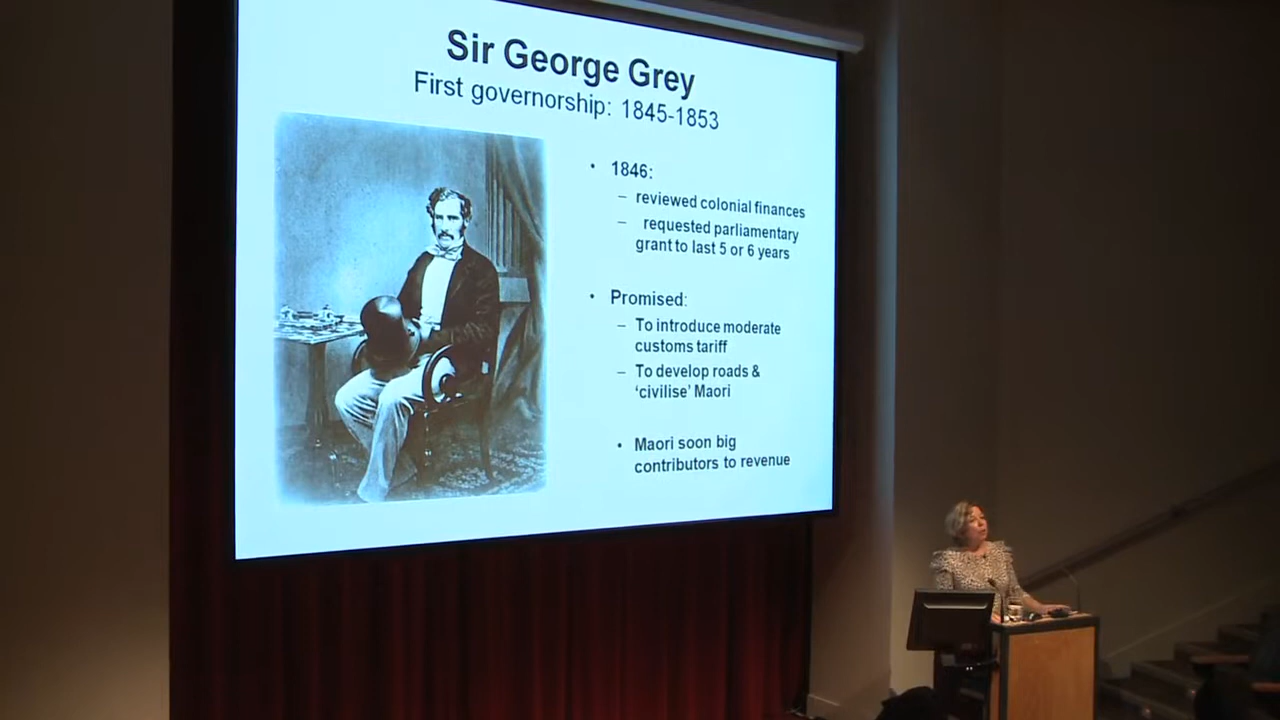 Sir George Grey
First governorship: 1845-1853
• 1846:
– reviewed colonial finances
– requested parliamentary
grant to last 5 or 6 years
• Promised:
– To introduce moderate
customs tariff
– To develop roads &
‘civilise’ Maori
• Maori soon big
contributors to revenue